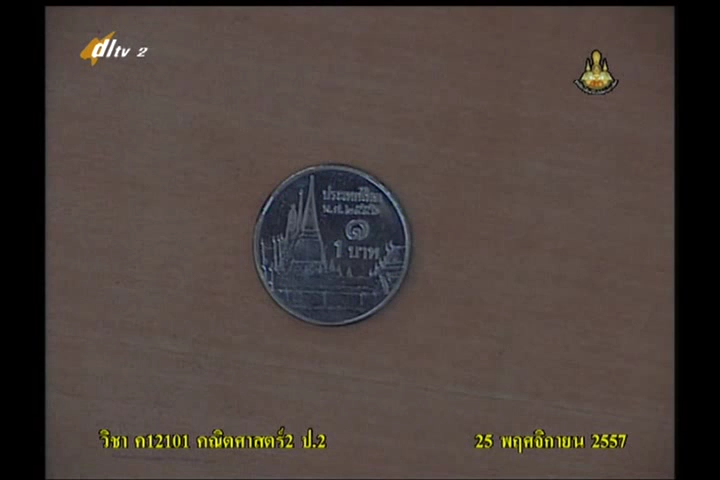 dltv 2
ประเทศไทย
๑
1 บาท
วิชา ค12101 คณิตศาสตร์2 ป.2
25 พฤศจิกายน 2557